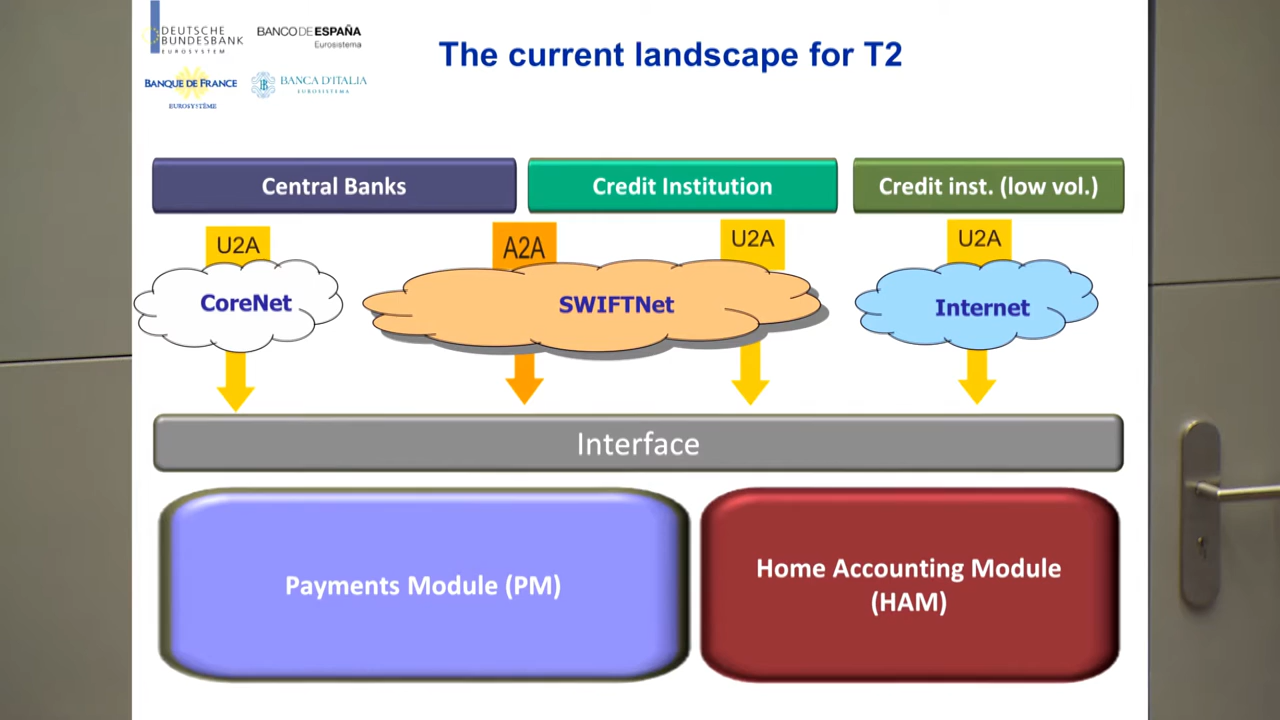 DEUTSCHE
BUNDESBANK
EUROSYSTEM
BANCO DE ESPAÑA
Eurosistema
BANQUE DE FRANCE
EUROSYSTÈME
BANCA D'ITALIA
EUROSISTEMA
The current landscape for T2
Central Banks
Credit Institution
Credit inst. (low vol.)
U2A
A2A
U2A
U2A
CoreNet
SWIFTNet
Internet
Interface
Payments Module (PM)
Home Accounting Module
(HAM)